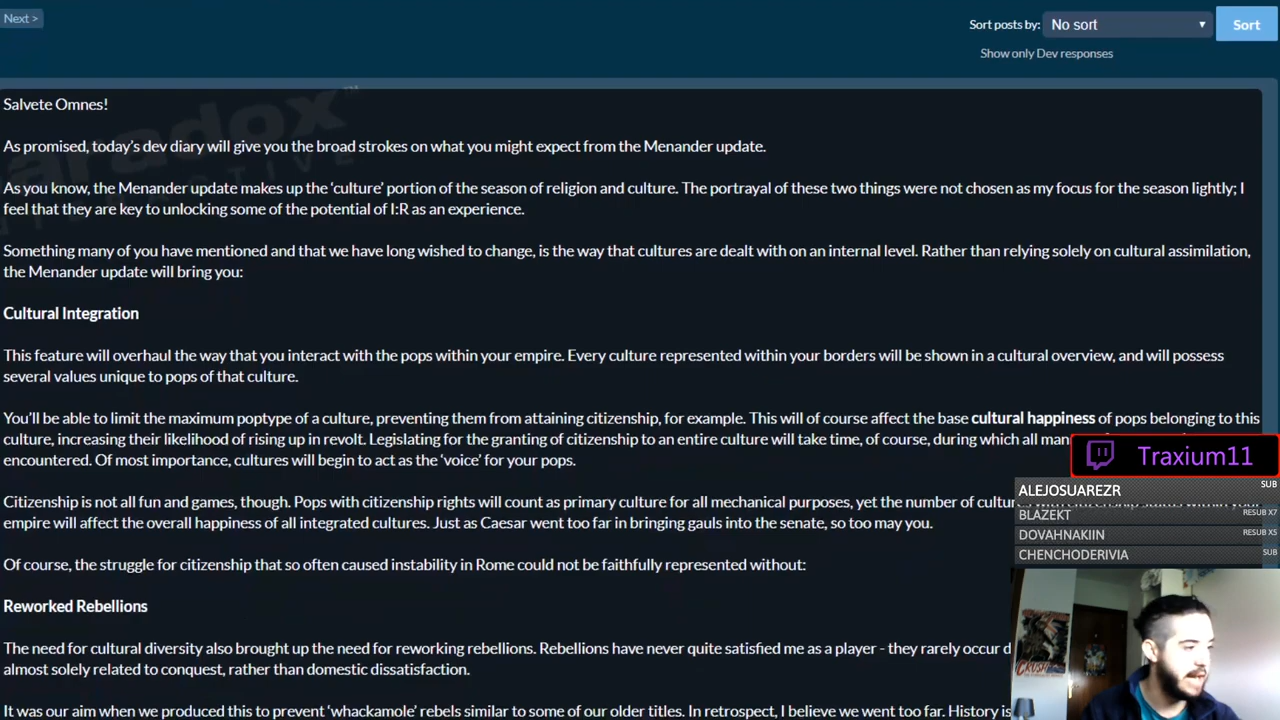 Next >
Sort posts by: No sort ▼ Sort
Show only Dev responses
paradox
Salvete Omnes!
As promised, today's dev diary will give you the broad strokes on what you might expect from the Menander update.
As you know, the Menander update makes up the 'culture' portion of the season of religion and culture. The portrayal of these two things were not chosen as my focus for the season lightly; I
feel that they are key to unlocking some of the potential of I:R as an experience.
Something many of you have mentioned and that we have long wished to change, is the way that cultures are dealt with on an internal level. Rather than relying solely on cultural assimilation,
the Menander update will bring you:
Cultural Integration
This feature will overhaul the way that you interact with the pops within your empire. Every culture represented within your borders will be shown in a cultural overview, and will possess
several values unique to pops of that culture.
You'll be able to limit the maximum poptype of a culture, preventing them from attaining citizenship, for example. This will of course affect the base cultural happiness of pops belonging to this
culture, increasing their likelihood of rising up in revolt. Legislating for the granting of citizenship to an entire culture will take time, of course, during which all
encountered. Of most importance, cultures will begin to act as the 'voice' for your pops.
Citizenship is not all fun and games, though. Pops with citizenship rights will count as primary culture for all mechanical purposes, yet the number of
empire will affect the overall happiness of all integrated cultures. Just as Caesar went too far in bringing gauls into the senate, so too may you.
Of course, the struggle for citizenship that so often caused instability in Rome could not be faithfully represented without:
Reworked Rebellions
The need for cultural diversity also brought up the need for reworking rebellions. Rebellions have never quite satisfied me as a player - they rarely occur
almost solely related to conquest, rather than domestic dissatisfaction.
It was our aim when we produced this to prevent 'whackamole' rebels similar to some of our older titles. In retrospect, I believe we went too far. History is
Traxium11
ALEJOSUAREZR SUB
BLAZEKT RESUB X7
DOVAHNAKIIN RESUB X5
CHENCHODERIVIA SUB